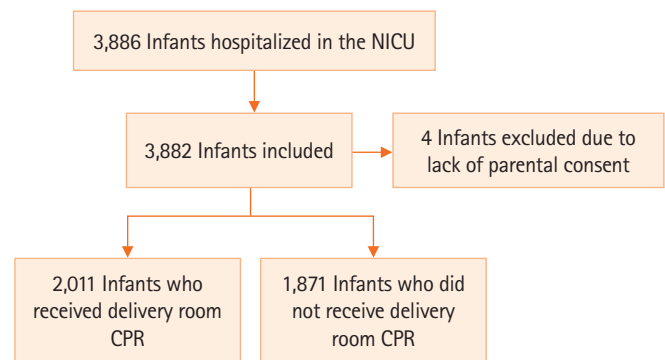 3,886 Infants hospitalized in the NICU
3,882 Infants included
4 Infants excluded due to
lack of parental consent
2,011 Infants who
received delivery room
CPR
1,871 Infants who did
not receive delivery
room CPR